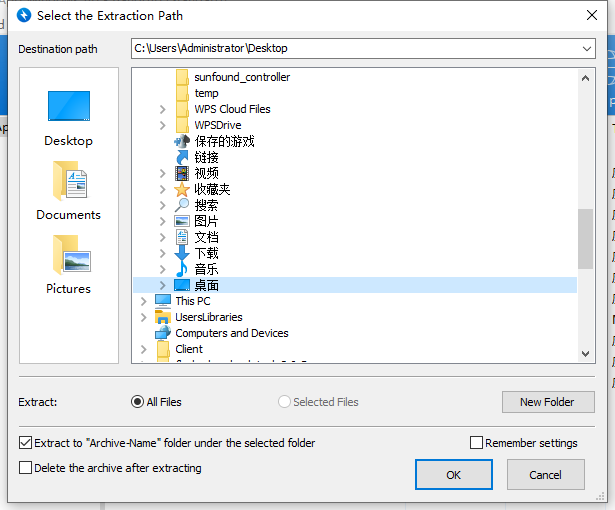 Select the Extraction Path
Destination path
C:\Users\Administrator\Desktop
Desktop
Documents
Pictures
sunfound_controller
temp
WPS Cloud Files
WPSDrive
保存的游戏
链接
视频
收藏夹
搜索
图片
文档
下载
音乐
桌面
This PC
UsersLibraries
Computers and Devices
Client
Extract:
All Files
Selected Files
New Folder
Extract to "Archive-Name" folder under the selected folder
Remember settings
Delete the archive after extracting
OK
Cancel